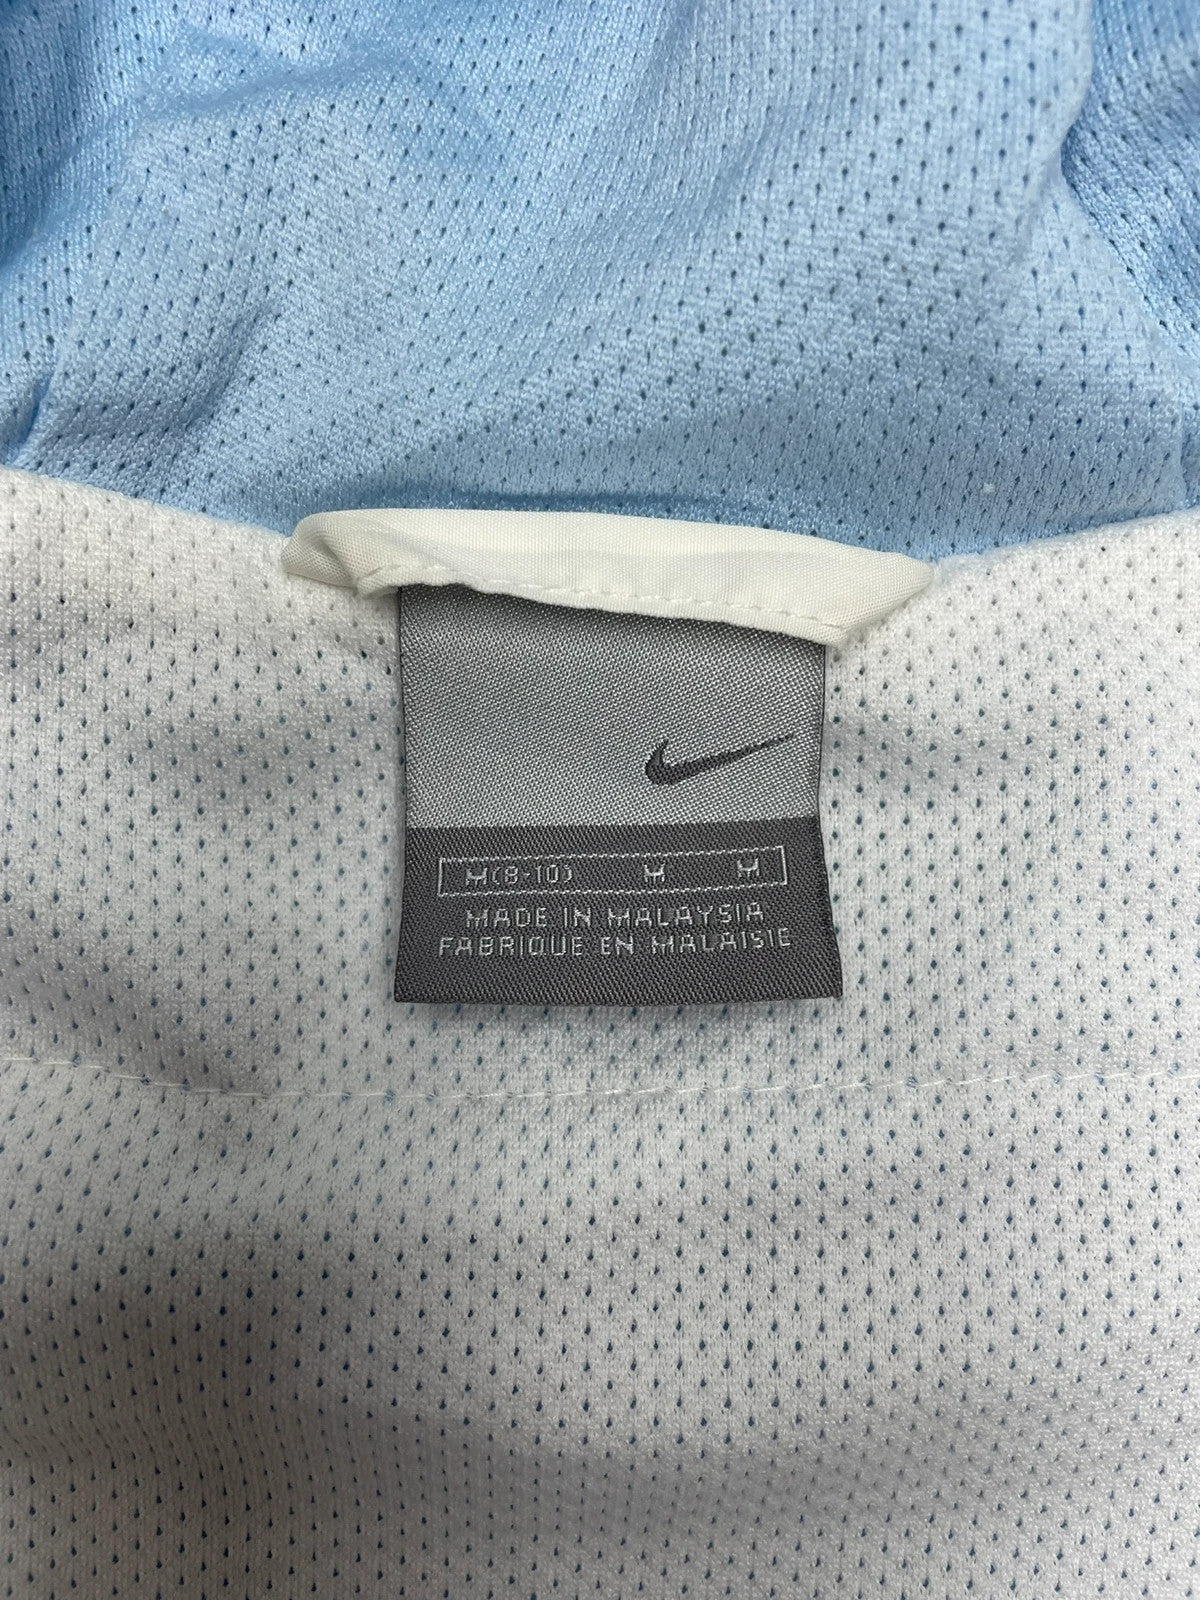 M(8-10) M M
MADE IN MALAYSIA
FABRIQUE EN MALAISIE